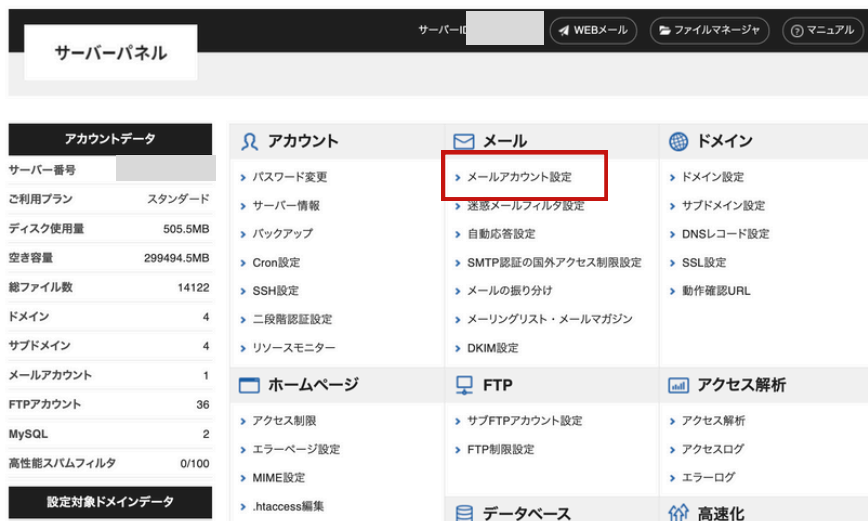 サーバーID
WEBメール
ファイルマネージャ
マニュアル
サーバーパネル
アカウントデータ
サーバー番号
ご利用プラン スタンダード
ディスク使用量 505.5MB
空き容量 299494.5MB
総ファイル数 14122
ドメイン 4
サブドメイン 4
メールアカウント 1
FTPアカウント 36
MySQL 2
高性能スパムフィルタ 0/100
設定対象ドメインデータ
アカウント
パスワード変更
サーバー情報
バックアップ
Cron設定
SSH設定
二段階認証設定
リソースモニター
メール
メールアカウント設定
迷惑メールフィルタ設定
自動応答設定
SMTP認証の国外アクセス制限設定
メールの振り分け
メーリングリスト・メールマガジン
DKIM設定
ドメイン
ドメイン設定
サブドメイン設定
DNSレコード設定
SSL設定
動作確認URL
ホームページ
アクセス制限
エラーページ設定
MIME設定
.htaccess編集
FTP
サブFTPアカウント設定
FTP制限設定
データベース
アクセス解析
アクセス解析
アクセスログ
エラーログ
高速化